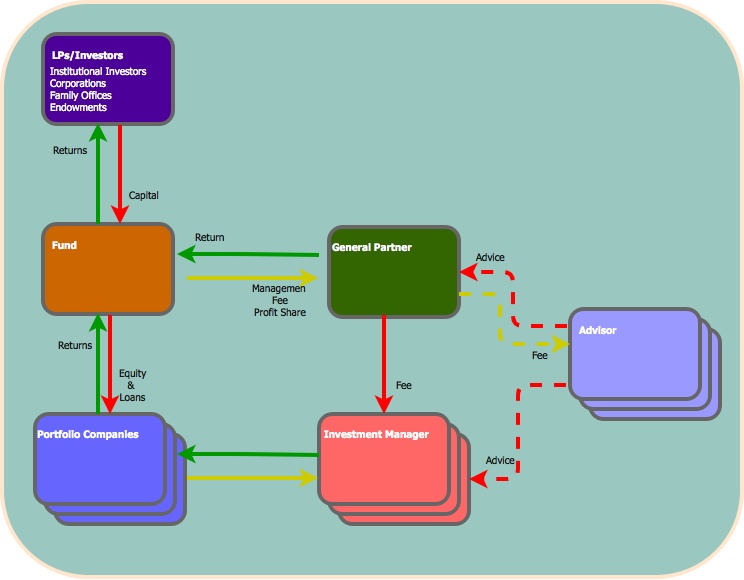 LPs/Investors
Institutional Investors
Corporations
Family Offices
Endowments
Returns
Capital
Fund
Return
General Partner
Managemen
Fee
Profit Share
Advice
Advisor
Fee
Returns
Equity
&
Loans
Fee
Portfolio Companies
Investment Manager
Advice